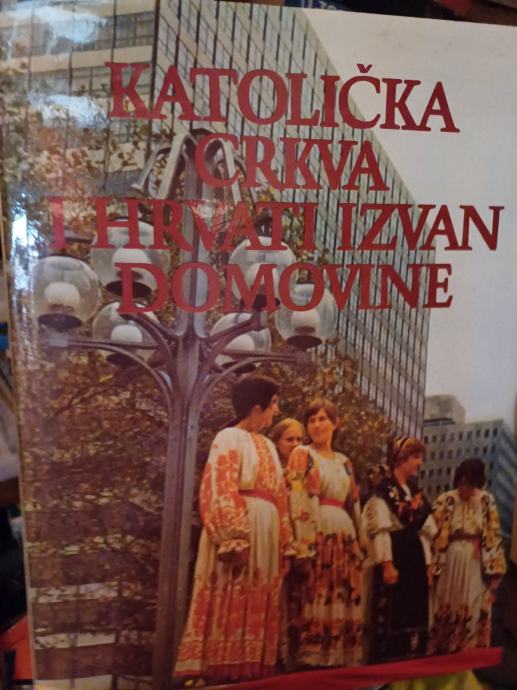 KATOLIČKA
CRKVA
I HRVATI IZVAN
DOMOVINE